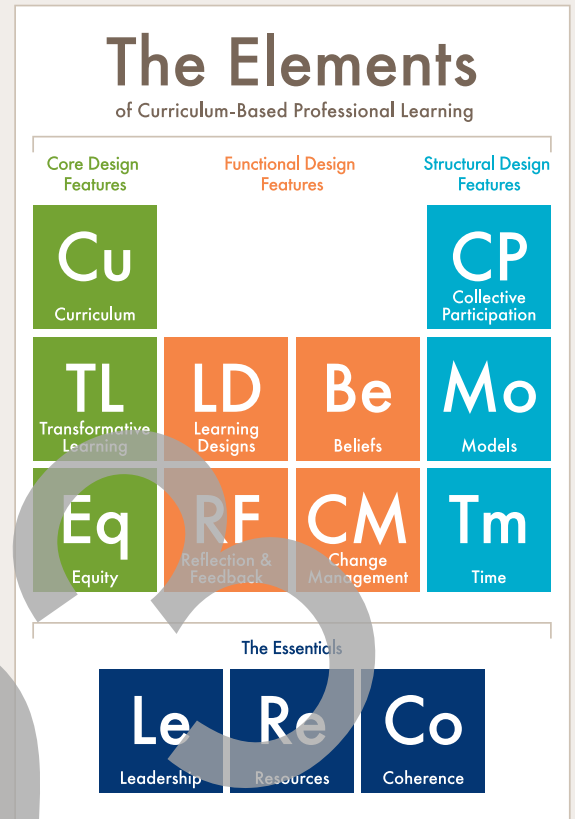 The Elements
of Curriculum-Based Professional Learning
Core Design
Features
Functional Design
Features
Structural Design
Features
Cu
Curriculum
CP
Collective
Participation
TL
Transformative
Learning
LD
Learning
Designs
Be
Beliefs
Mo
Models
Eq
Equity
RF
Reflection &
Feedback
CM
Change
Management
Tm
Time
The Essentials
Le
Leadership
Re
Resources
Co
Coherence